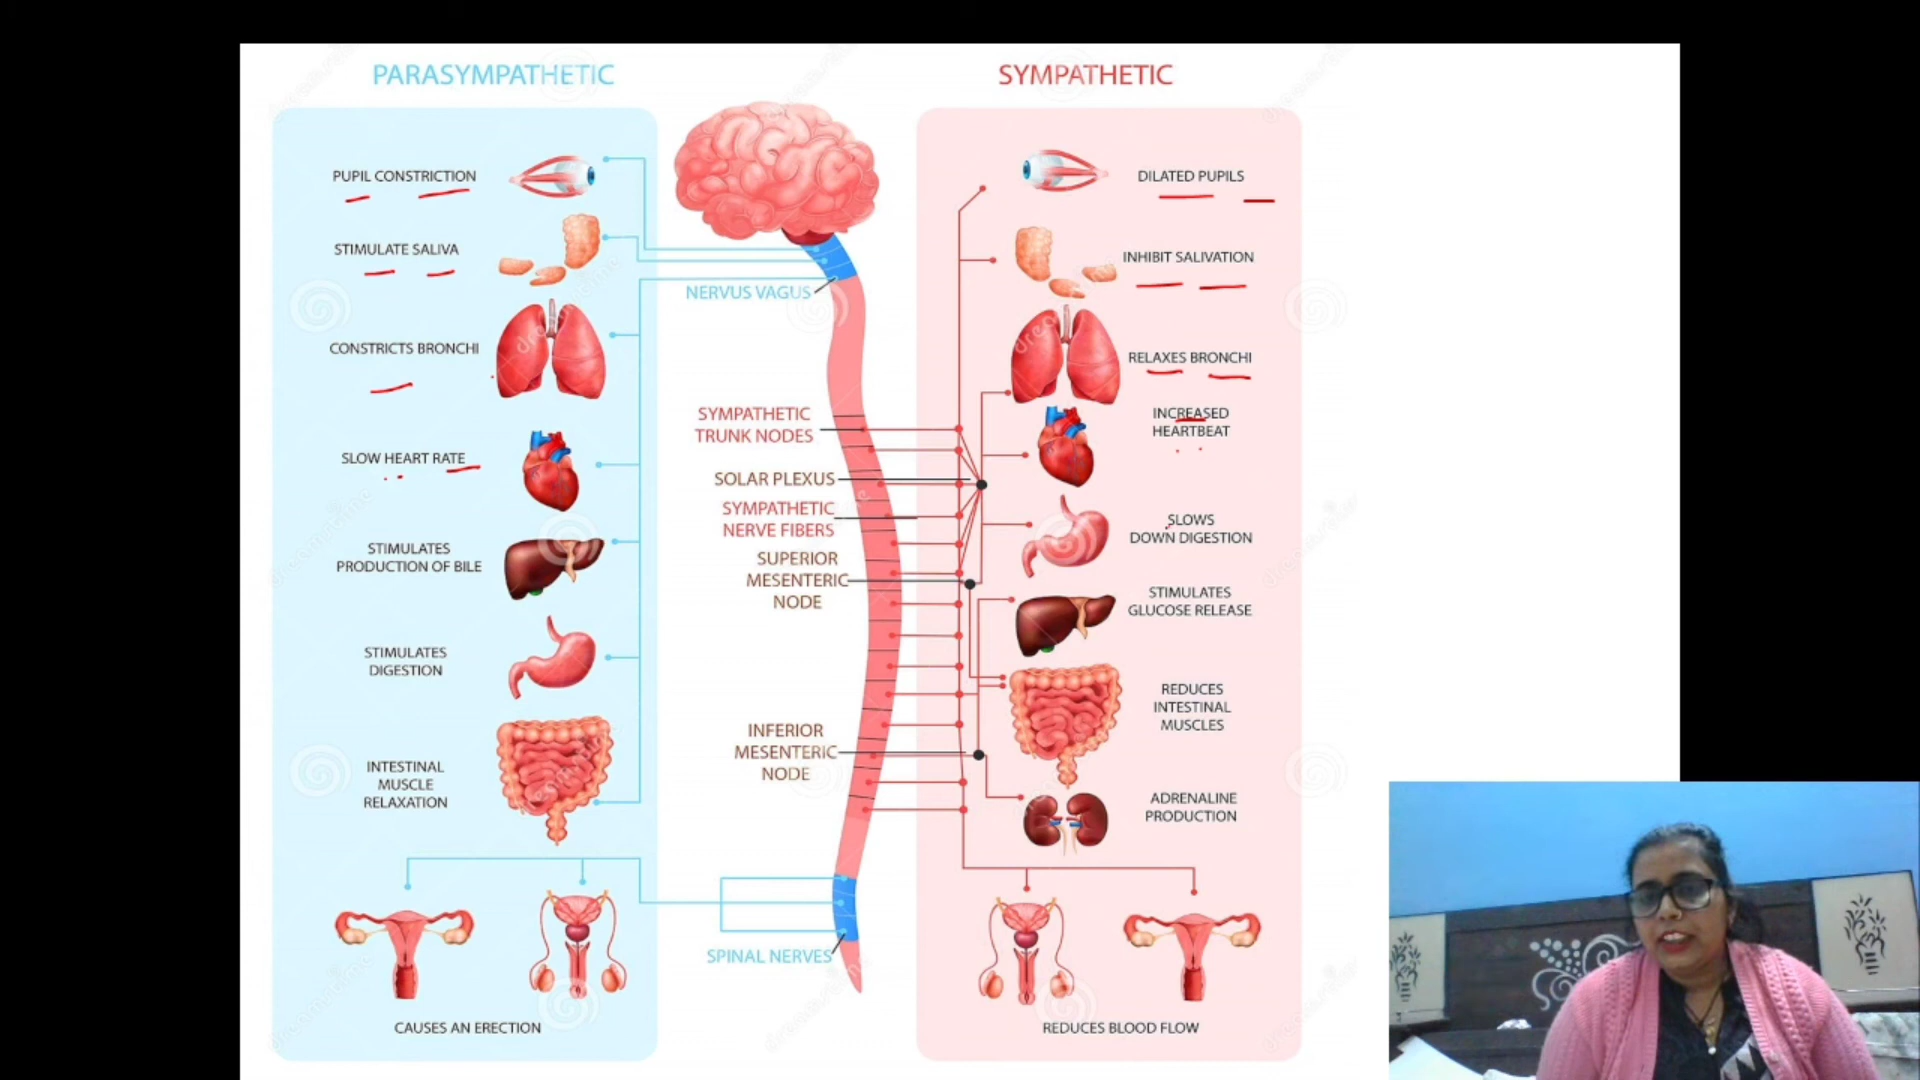 PARASYMPATHETIC
PUPIL CONSTRICTION
STIMULATE SALIVA
CONSTRICTS BRONCHI
SLOW HEART RATE
STIMULATES
PRODUCTION OF BILE
STIMULATES
DIGESTION
INTESTINAL
MUSCLE
RELAXATION
CAUSES AN ERECTION
NERVUS VAGUS
SYMPATHETIC
TRUNK NODES
SOLAR PLEXUS
SYMPATHETIC
NERVE FIBERS
SUPERIOR
MESENTERIC
NODE
INFERIOR
MESENTERIC
NODE
SPINAL NERVES
SYMPATHETIC
DILATED PUPILS
INHIBIT SALIVATION
RELAXES BRONCHI
INCREASED
HEARTBEAT
SLOWS
DOWN DIGESTION
STIMULATES
GLUCOSE RELEASE
REDUCES
INTESTINAL
MUSCLES
ADRENALINE
PRODUCTION
REDUCES BLOOD FLOW